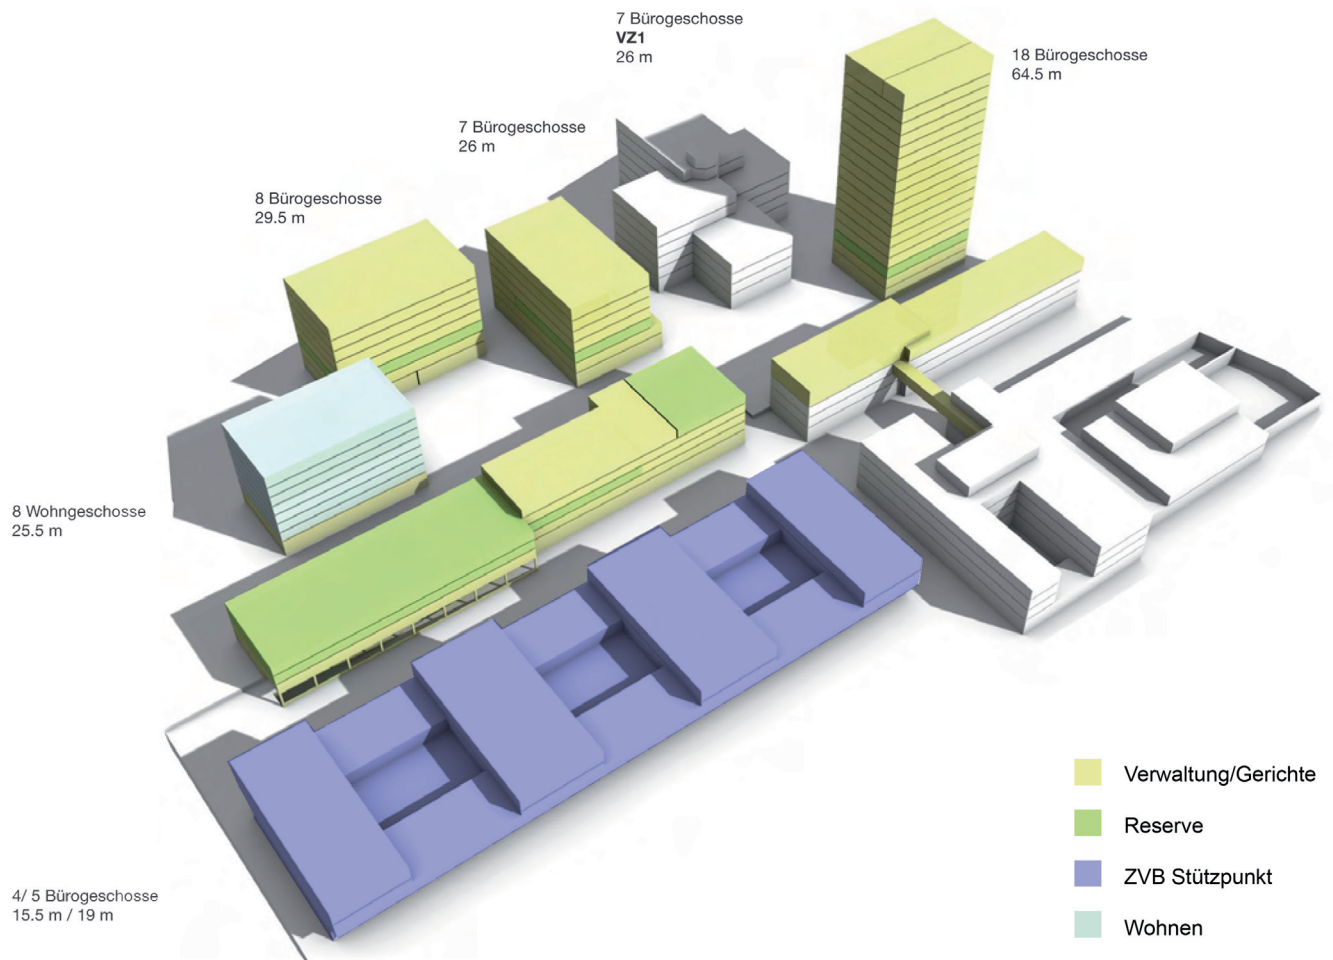 7 Bürogeschosse
VZ1
26 m
18 Bürogeschosse
64.5 m
7 Bürogeschosse
26 m
8 Bürogeschosse
29.5 m
8 Wohngeschosse
25.5 m
4/ 5 Bürogeschosse
15.5 m / 19 m
Verwaltung/Gerichte
Reserve
ZVB Stützpunkt
Wohnen